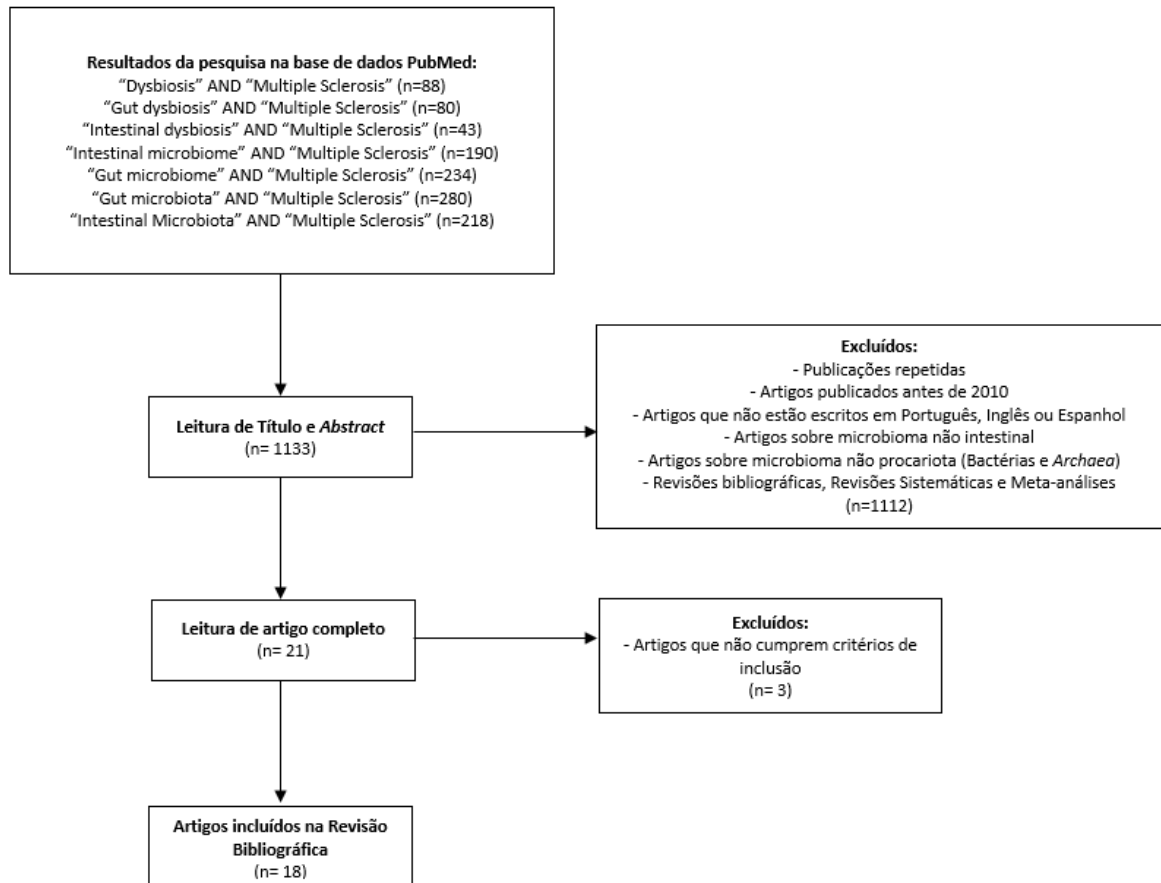 Resultados da pesquisa na base de dados PubMed:
“Dysbiosis” AND “Multiple Sclerosis” (n=88)
“Gut dysbiosis” AND “Multiple Sclerosis” (n=80)
“Intestinal dysbiosis” AND “Multiple Sclerosis” (n=43)
“Intestinal microbiome” AND “Multiple Sclerosis” (n=190)
“Gut microbiome” AND “Multiple Sclerosis” (n=234)
“Gut microbiota” AND “Multiple Sclerosis” (n=280)
“Intestinal Microbiota” AND “Multiple Sclerosis” (n=218)
Excluídos:
- Publicações repetidas
- Artigos publicados antes de 2010
- Artigos que não estão escritos em Português, Inglês ou Espanhol
- Artigos sobre microbioma não intestinal
- Artigos sobre microbioma não procariota (Bactérias e Archaea)
- Revisões bibliográficas, Revisões Sistemáticas e Meta-análises
(n=1112)
Leitura de Título e Abstract
(n= 1133)
Leitura de artigo completo
(n= 21)
Excluídos:
- Artigos que não cumprem critérios de
inclusão
(n= 3)
Artigos incluídos na Revisão
Bibliográfica
(n= 18)